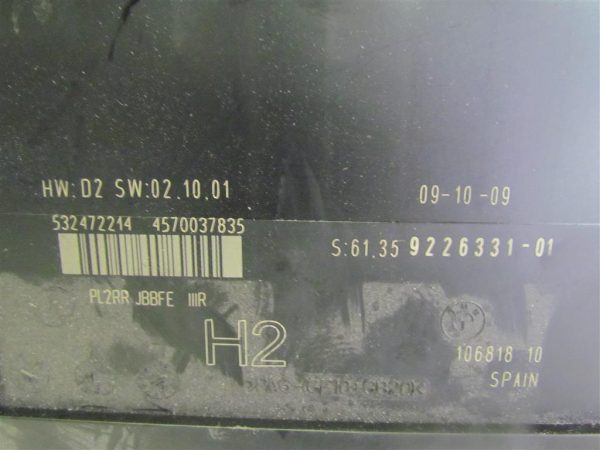 HW:D2 SW:02.10.01
09-10-09
532472214 4570037835
S:61.35 9226331-01
PL2RR JBBFE IIIR
H2
106818 10
SPAIN